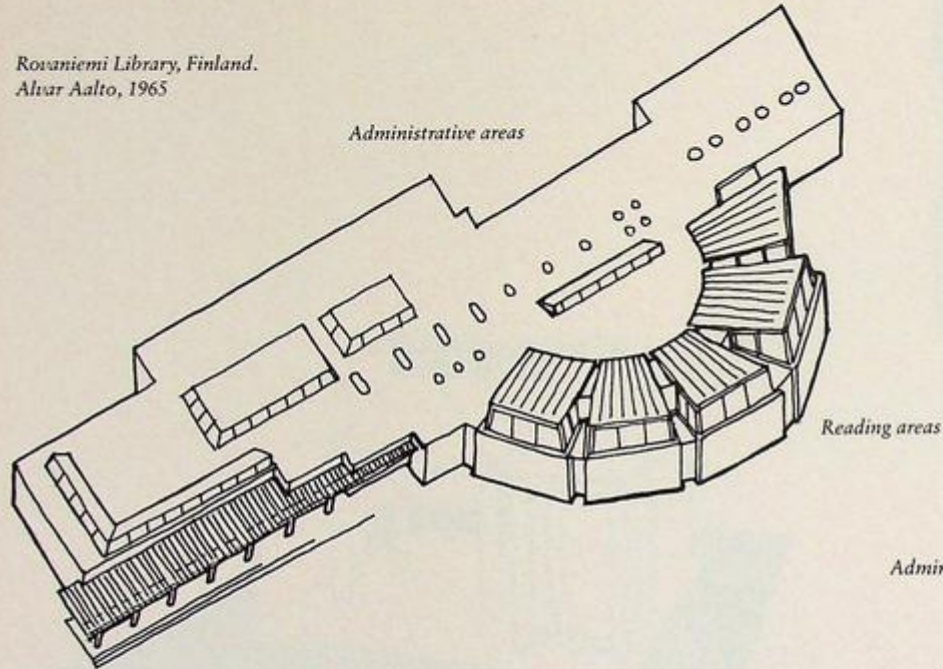 Rovaniemi Library, Finland.
Alvar Aalto, 1965
Administrative areas
Reading areas